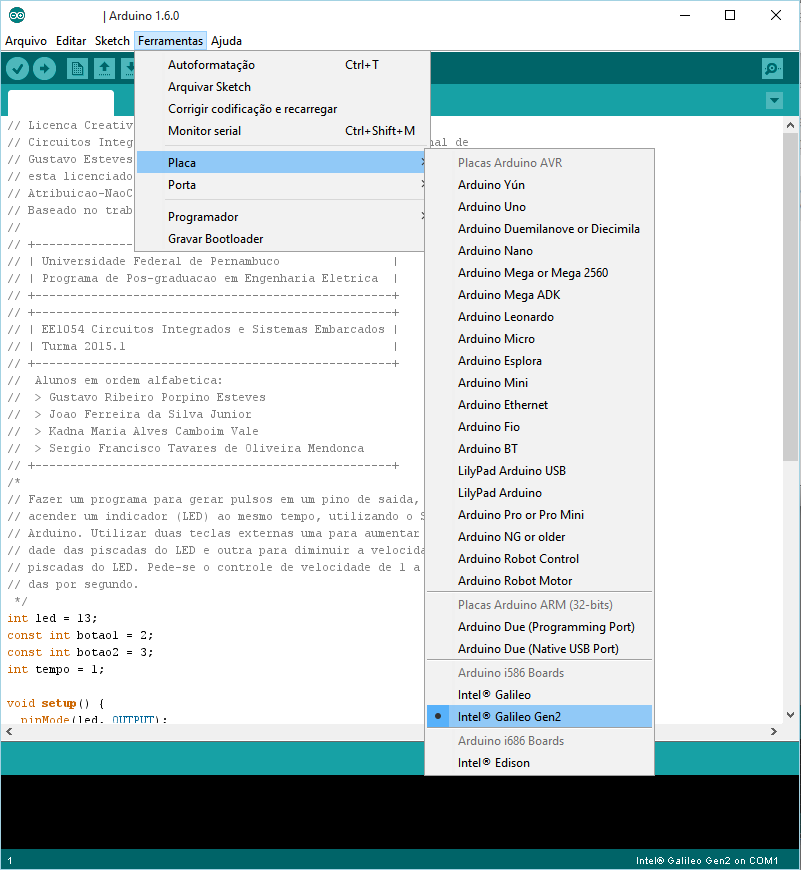 | Arduino 1.6.0
Arquivo Editar Sketch Ferramentas Ajuda
Autoformatação Ctrl+T
Arquivar Sketch
Corrigir codificação e recarregar
Monitor serial Ctrl+Shift+M
Placa
Porta
Programador
Gravar Bootloader
Placas Arduino AVR
Arduino Yún
Arduino Uno
Arduino Duemilanove or Diecimila
Arduino Nano
Arduino Mega or Mega 2560
Arduino Mega ADK
Arduino Leonardo
Arduino Micro
Arduino Esplora
Arduino Mini
Arduino Ethernet
Arduino Fio
Arduino BT
LilyPad Arduino USB
LilyPad Arduino
Arduino Pro or Pro Mini
Arduino NG or older
Arduino Robot Control
Arduino Robot Motor
Placas Arduino ARM (32-bits)
Arduino Due (Programming Port)
Arduino Due (Native USB Port)
Arduino i586 Boards
Intel® Galileo
Intel® Galileo Gen2
Arduino i686 Boards
Intel® Edison
// Licenca Creativ
// Circuitos Integ nal de
// Gustavo Esteves
// esta licenciado
// Atribuicao-NaoC
// Baseado no trab
//
// +---------------------------------------------------+
// | Universidade Federal de Pernambuco |
// | Programa de Pos-graduacao em Engenharia Eletrica |
// +---------------------------------------------------+
// +---------------------------------------------------+
// | EE1054 Circuitos Integrados e Sistemas Embarcados |
// | Turma 2015.1 |
// +---------------------------------------------------+
// Alunos em ordem alfabetica:
// > Gustavo Ribeiro Porpino Esteves
// > Joao Ferreira da Silva Junior
// > Kadna Maria Alves Camboim Vale
// > Sergio Francisco Tavares de Oliveira Mendonca
// +---------------------------------------------------+
/*
// Fazer um programa para gerar pulsos em um pino de saida,
// acender um indicador (LED) ao mesmo tempo, utilizando o S
// Arduino. Utilizar duas teclas externas uma para aumentar
// dade das piscadas do LED e outra para diminuir a velocida
// piscadas do LED. Pede-se o controle de velocidade de 1 a
// das por segundo.
*/
int led = 13;
const int botao1 = 2;
const int botao2 = 3;
int tempo = 1;
void setup() {
pinMode(led, OUTPUT);
1 Intel® Galileo Gen2 on COM1